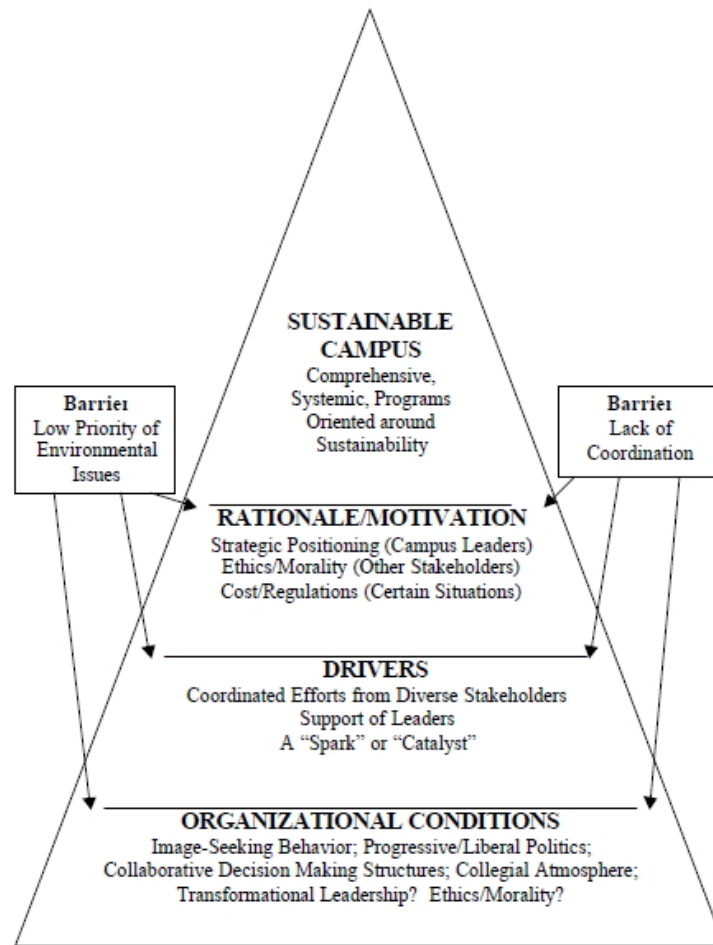 SUSTAINABLE
CAMPUS
Comprehensive,
Systemic, Programs
Oriented around
Sustainability
Barrier
Low Priority of
Environmental
Issues
Barrier
Lack of
Coordination
RATIONALE/MOTIVATION
Strategic Positioning (Campus Leaders)
Ethics/Morality (Other Stakeholders)
Cost/Regulations (Certain Situations)
DRIVERS
Coordinated Efforts from Diverse Stakeholders
Support of Leaders
A “Spark” or “Catalyst”
ORGANIZATIONAL CONDITIONS
Image-Seeking Behavior; Progressive/Liberal Politics;
Collaborative Decision Making Structures; Collegial Atmosphere;
Transformational Leadership? Ethics/Morality?